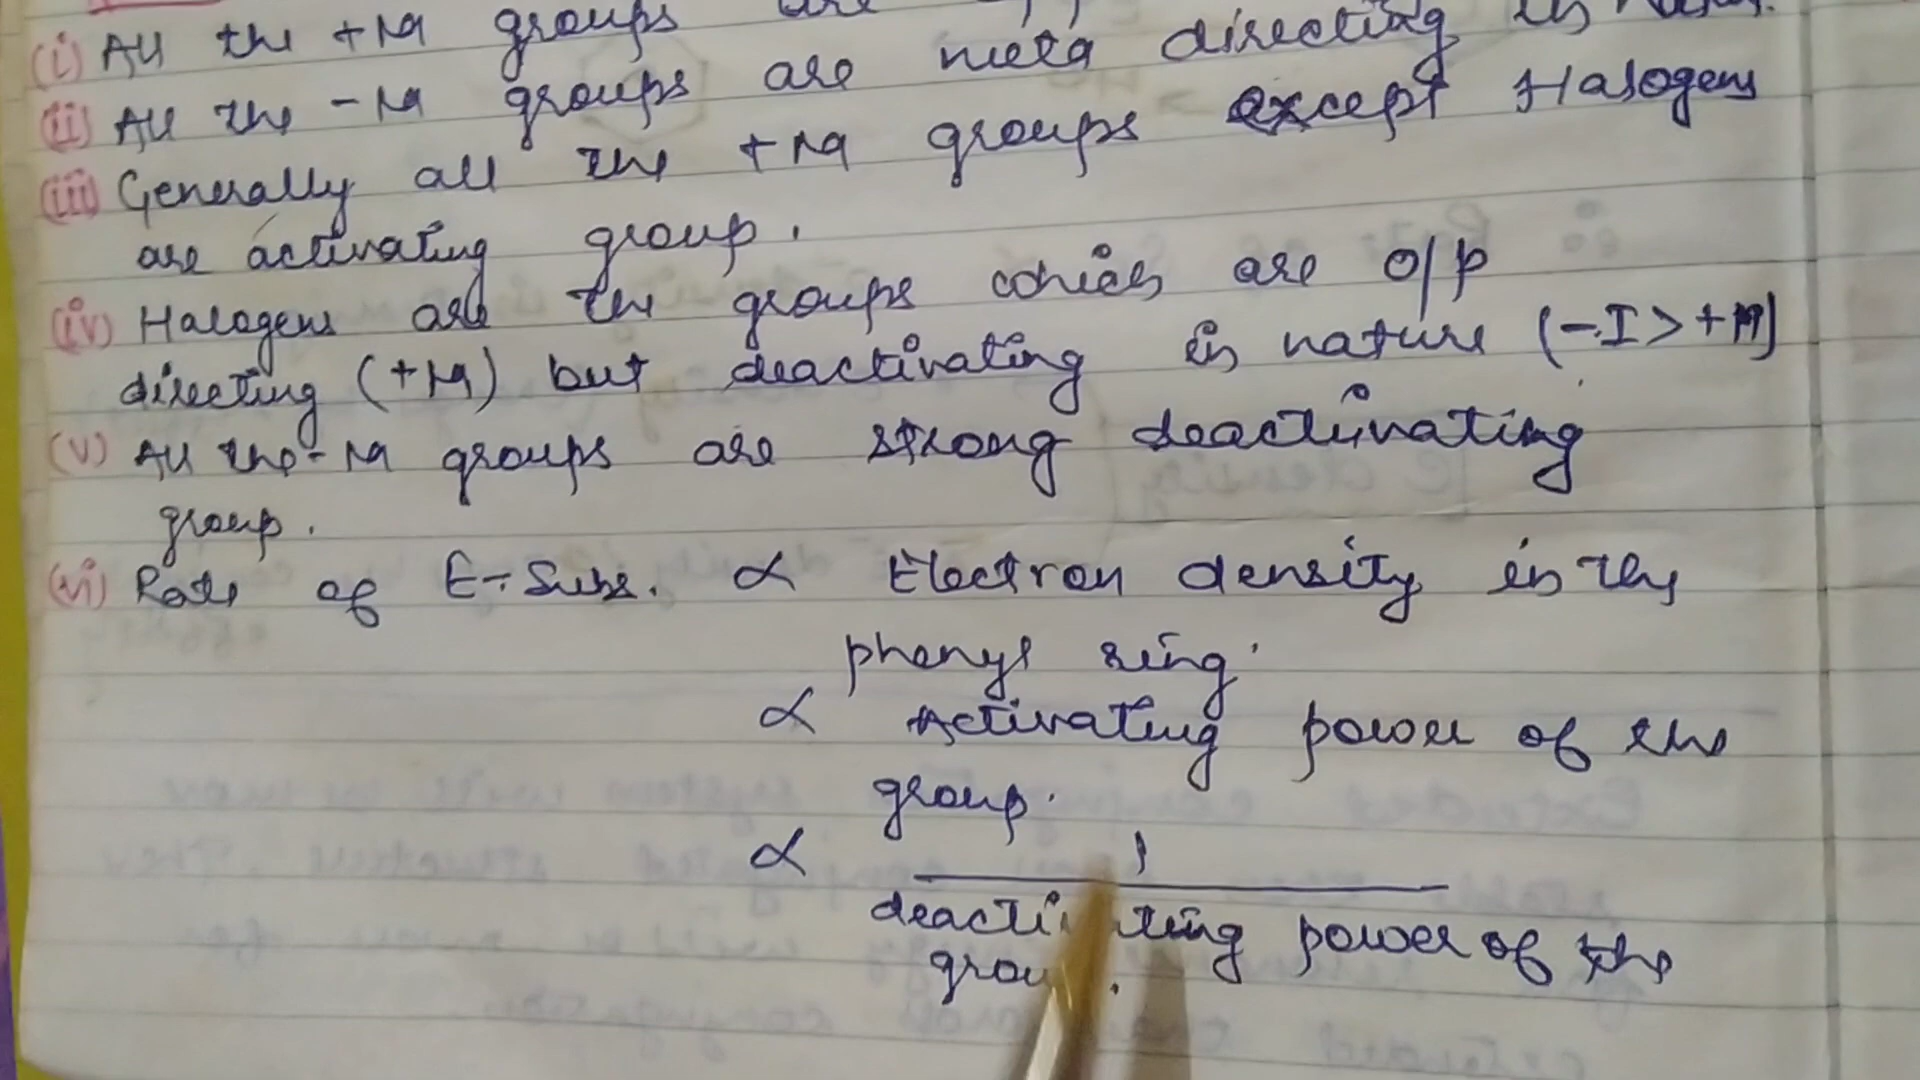 (i) All the +M groups are
(ii) All the -M groups are meta directing in nature.
(iii) Generally all the +M groups except Halogens
are activating group.
(iv) Halogens are the groups which are o/p
directing (+M) but deactivating in nature (-I > +M)
(v) All the -M groups are strong deactivating
group.
(vi) Rate of E-Subs. ∝ Electron density in the
phenyl ring.
∝ Activating power of the
group.
∝ 1
deactivating power of the
group.